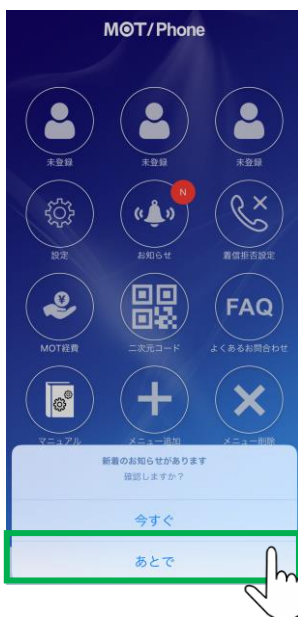 MOT/Phone
未登録 未登録 未登録
N
設定 お知らせ 着信拒否設定
¥ FAQ
MOT経費 二次元コード よくあるお問合わせ
マニュアル メニュー追加 メニュー削除
新着のお知らせがあります
確認しますか？
今すぐ
あとで